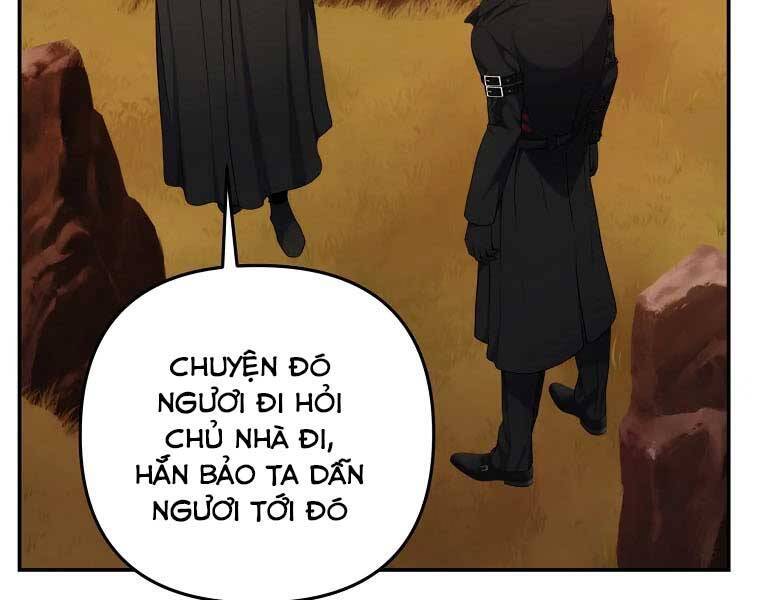 CHUYỆN ĐÓ
NGƯƠI ĐI HỎI
CHỦ NHÀ ĐI,
HẮN BẢO TA DẪN
NGƯƠI TỚI ĐÓ